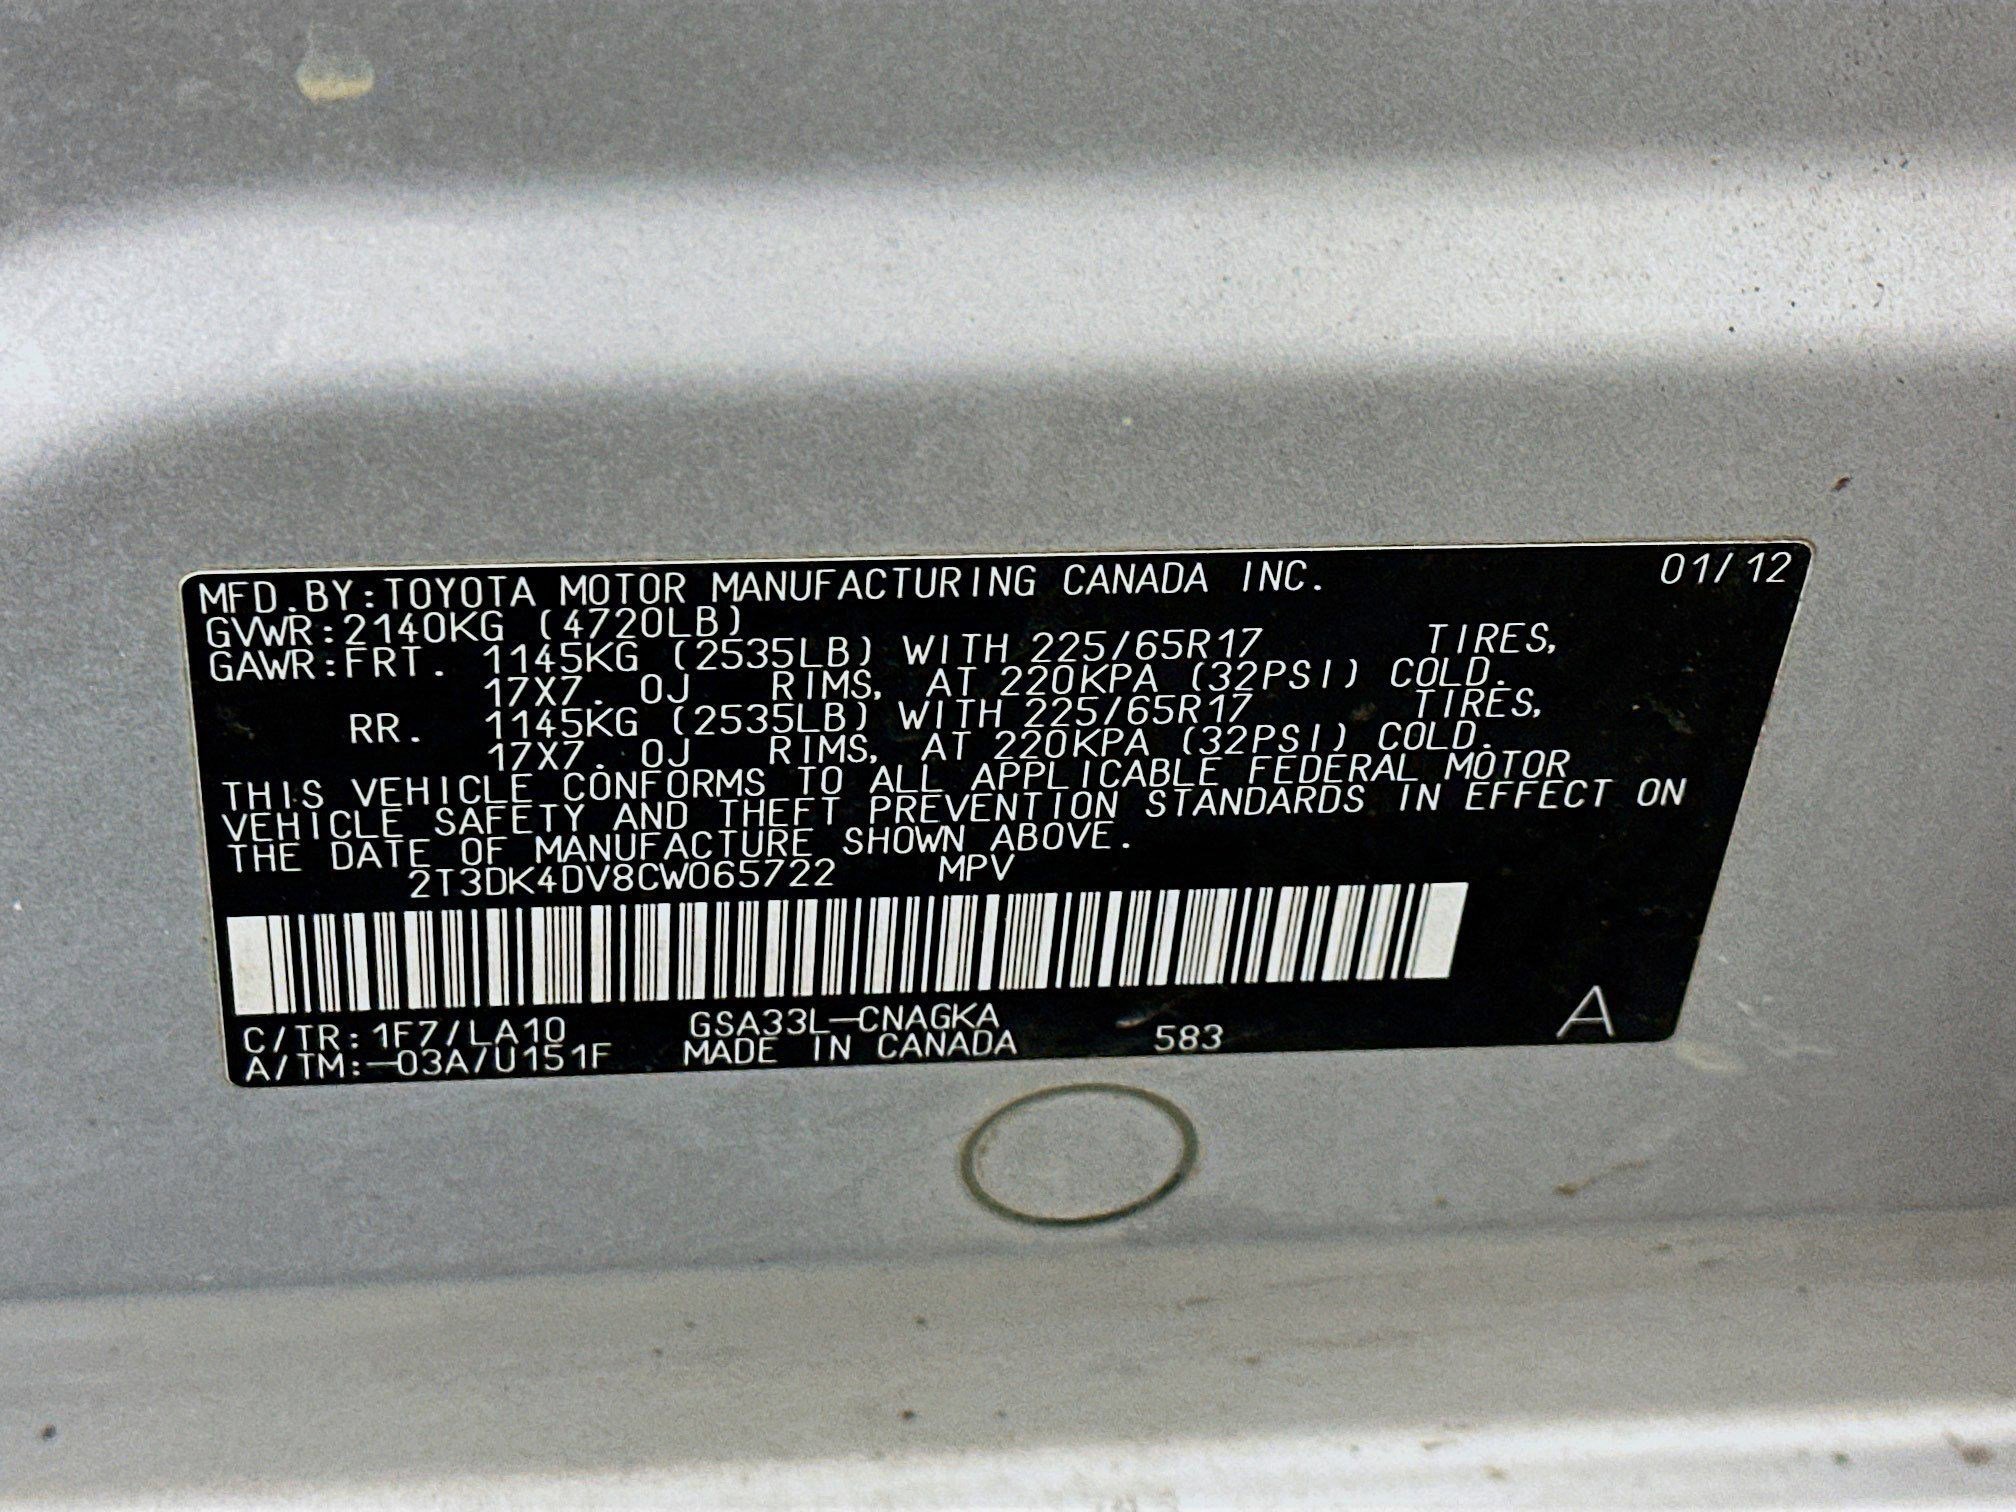 MFD.BY:TOYOTA MOTOR MANUFACTURING CANADA INC. 01/12
GVWR:2140KG (4720LB)
GAWR:FRT. 1145KG (2535LB) WITH 225/65R17 TIRES,
17X7. 0J RIMS, AT 220KPA (32PSI) COLD.
RR. 1145KG (2535LB) WITH 225/65R17 TIRES,
17X7. 0J RIMS, AT 220KPA (32PSI) COLD.
THIS VEHICLE CONFORMS TO ALL APPLICABLE FEDERAL MOTOR
VEHICLE SAFETY AND THEFT PREVENTION STANDARDS IN EFFECT ON
THE DATE OF MANUFACTURE SHOWN ABOVE.
2T3DK4DV8CW065722 MPV
C/TR: 1F7/LA10 GSA33L-CNAGKA
A/TM:-03A/U151F MADE IN CANADA 583 A